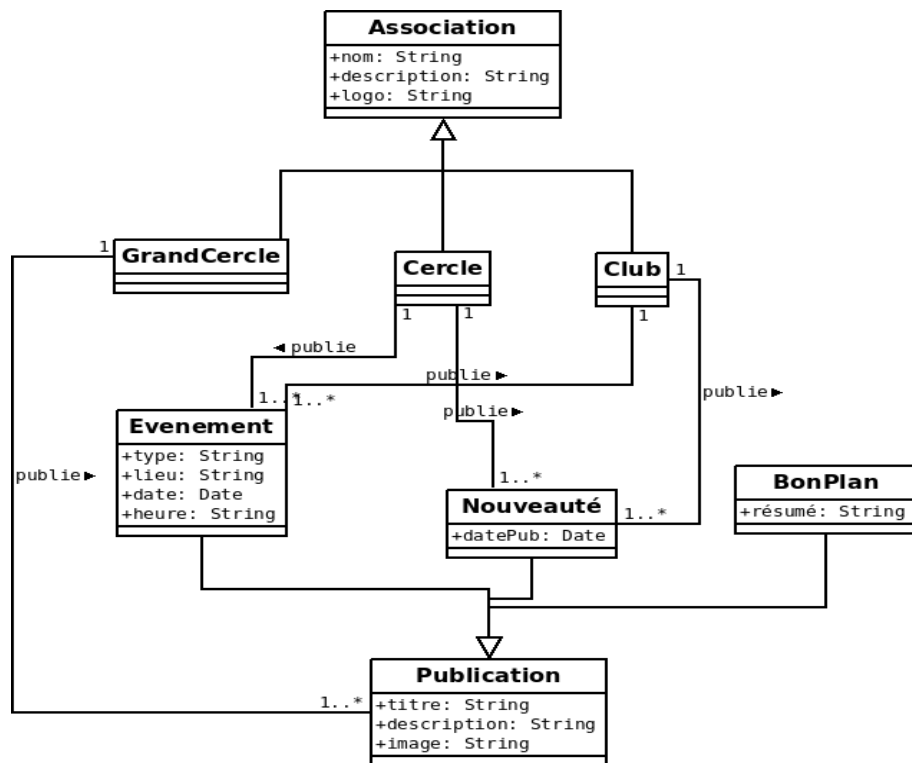 Association
+nom: String
+description: String
+logo: String
1
GrandCercle
Cercle
Club
1
1
1
1
◄ publie
publie ►
publie ►
publie ►
1..*
1..*
Evenement
+type: String
+lieu: String
+date: Date
+heure: String
publie ►
1..*
Nouveauté
+datePub: Date
1..*
BonPlan
+résumé: String
Publication
+titre: String
+description: String
+image: String
1..*